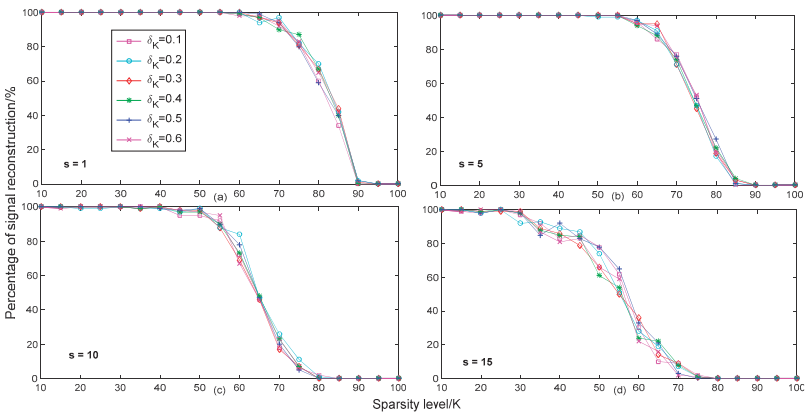 100
80
60
40
20
0
10 20 30 40 50 60 70 80 90 100
(a)
s = 1
δK=0.1
δK=0.2
δK=0.3
δK=0.4
δK=0.5
δK=0.6
100
80
60
40
20
0
10 20 30 40 50 60 70 80 90 100
(b)
s = 5
100
80
60
40
20
0
10 20 30 40 50 60 70 80 90 100
(c)
s = 10
100
80
60
40
20
0
10 20 30 40 50 60 70 80 90 100
(d)
s = 15
Percentage of signal reconstruction/%
Sparsity level/K